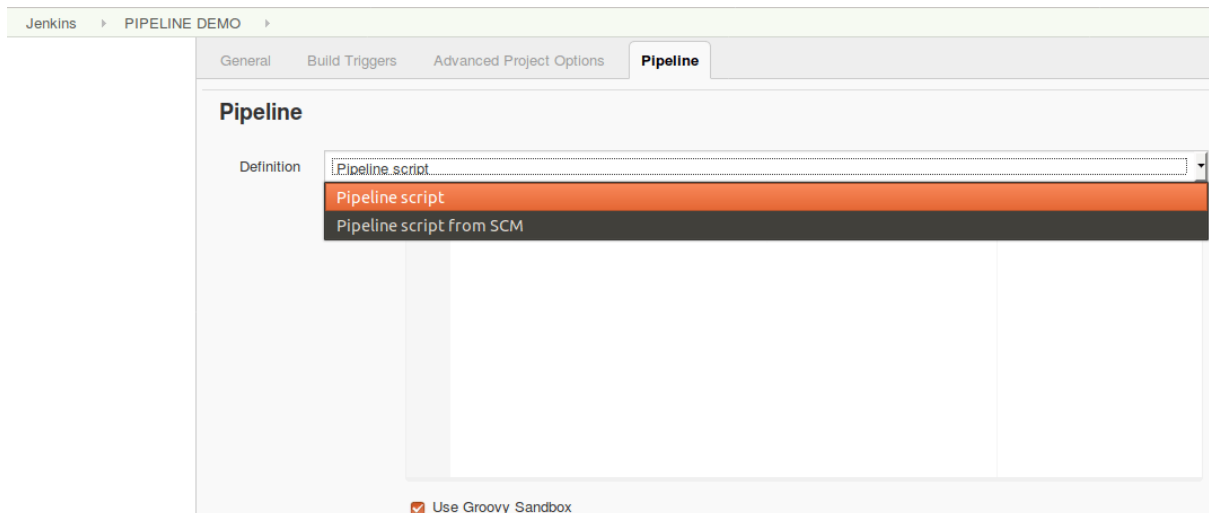 Jenkins PIPELINE DEMO
General Build Triggers Advanced Project Options Pipeline
Pipeline
Definition Pipeline script
Pipeline script
Pipeline script from SCM
Use Groovy Sandbox